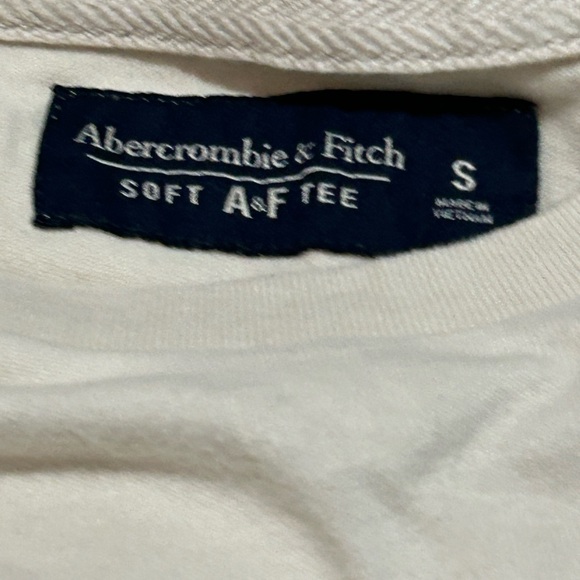 Abercrombie & Fitch
SOFT A&F TEE
S
MADE IN
VIETNAM